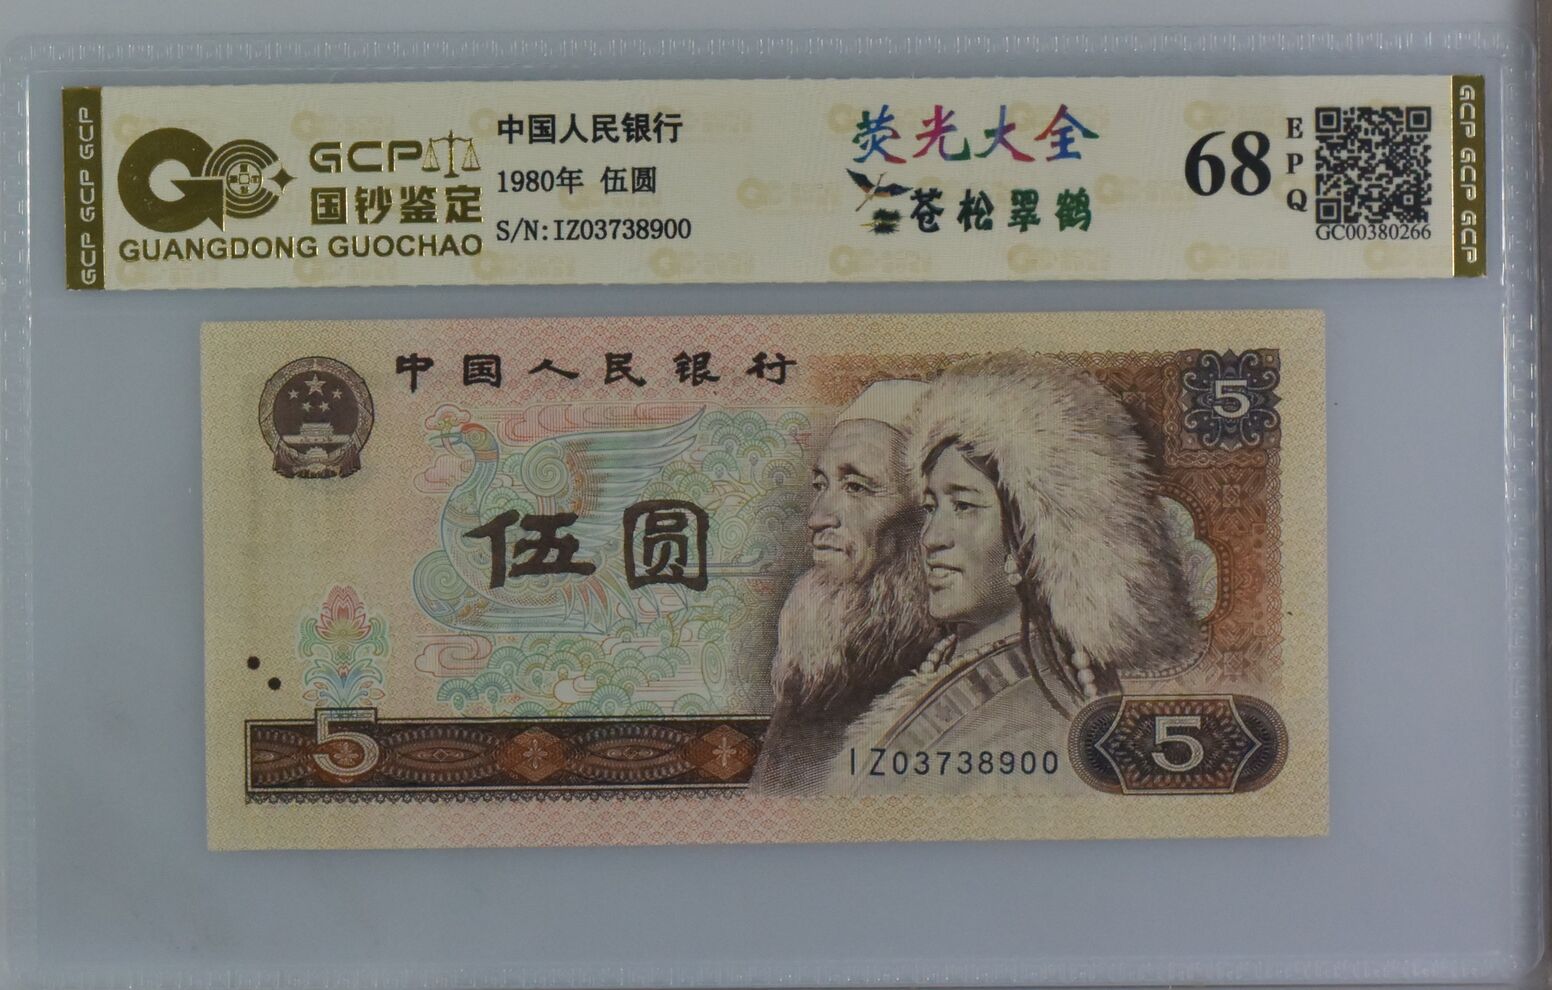 GCP GCP GCP
GCP
国钞鉴定
GUANGDONG GUOCHAO
中国人民银行
1980年 伍圆
S/N:IZ03738900
荧光大全
苍松翠鹤
68
EPQ
GC00380266
GCP GCP GCP
中国人民银行
5
伍圆
5
IZ03738900
5